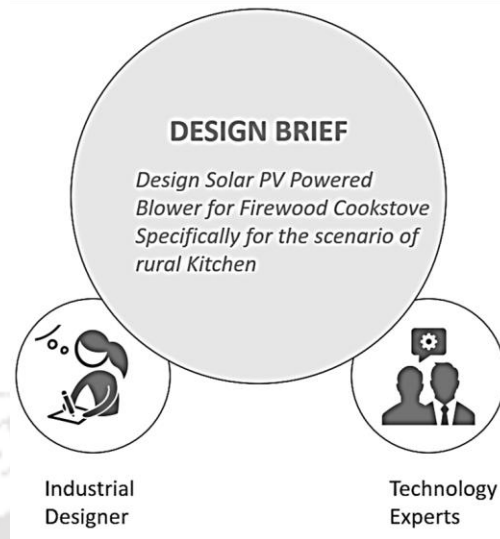 DESIGN BRIEF
Design Solar PV Powered
Blower for Firewood Cookstove
Specifically for the scenario of
rural Kitchen
Industrial
Designer
Technology
Experts